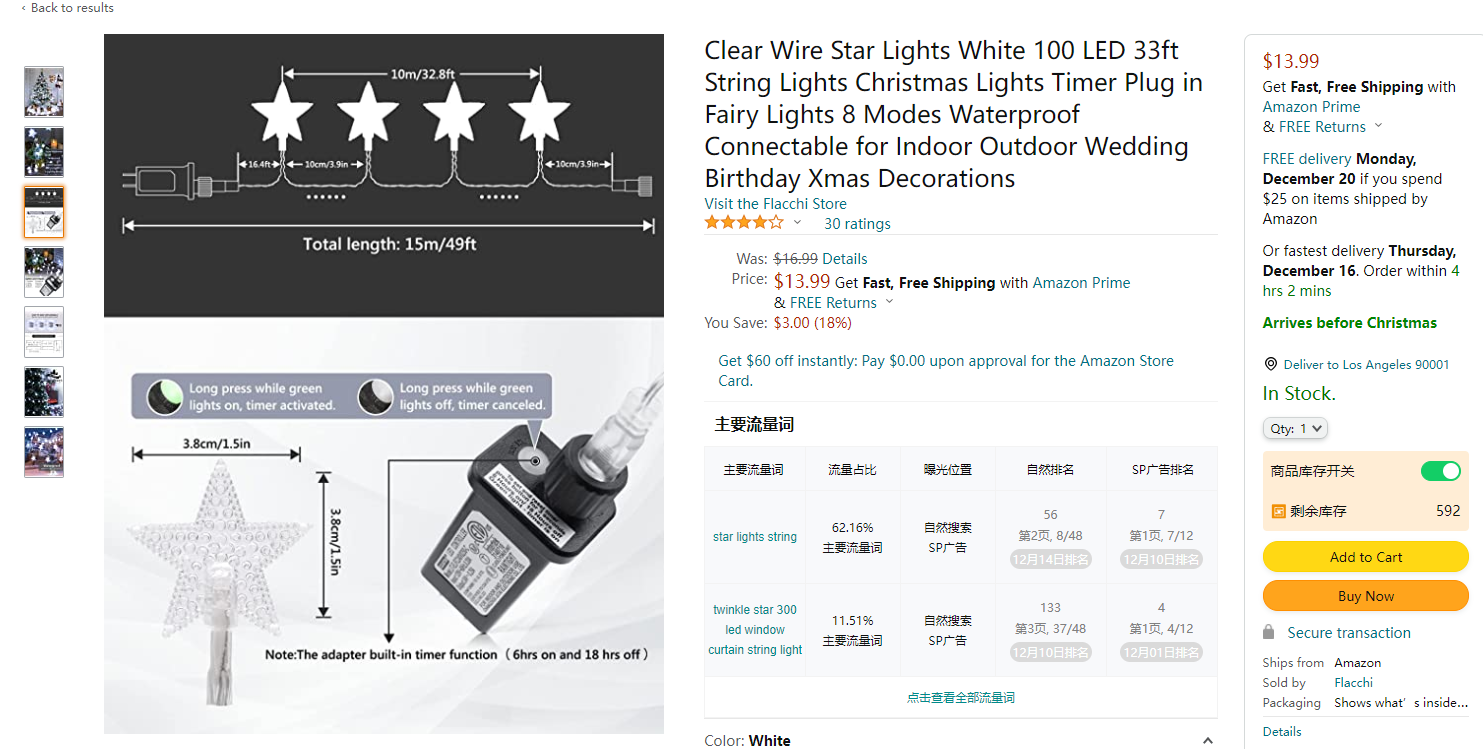 ‹ Back to results
10m/32.8ft
16.4ft
10cm/3.9in
10cm/3.9in
Total length: 15m/49ft
Long press while green
lights on, timer activated.
Long press while green
lights off, timer canceled.
3.8cm/1.5in
3.8cm/1.5in
Note:The adapter built-in timer function ( 6hrs on and 18 hrs off )
Clear Wire Star Lights White 100 LED 33ft
String Lights Christmas Lights Timer Plug in
Fairy Lights 8 Modes Waterproof
Connectable for Indoor Outdoor Wedding
Birthday Xmas Decorations
Visit the Flacchi Store
30 ratings
Was: $16.99 Details
Price: $13.99 Get Fast, Free Shipping with Amazon Prime
& FREE Returns
You Save: $3.00 (18%)
Get $60 off instantly: Pay $0.00 upon approval for the Amazon Store
Card.
主要流量词
主要流量词 流量占比 曝光位置 自然排名 SP广告排名
star lights string
62.16%
主要流量词
自然搜索
SP广告
56
第2页, 8/48
12月14日排名
7
第1页, 7/12
12月10日排名
twinkle star 300
led window
curtain string light
11.51%
主要流量词
自然搜索
SP广告
133
第3页, 37/48
12月10日排名
4
第1页, 4/12
12月01日排名
点击查看全部流量词
Color: White
$13.99
Get Fast, Free Shipping with
Amazon Prime
& FREE Returns
FREE delivery Monday,
December 20 if you spend
$25 on items shipped by
Amazon
Or fastest delivery Thursday,
December 16. Order within 4
hrs 2 mins
Arrives before Christmas
Deliver to Los Angeles 90001
In Stock.
Qty: 1
商品库存开关
剩余库存 592
Add to Cart
Buy Now
Secure transaction
Ships from Amazon
Sold by Flacchi
Packaging Shows what's inside...
Details